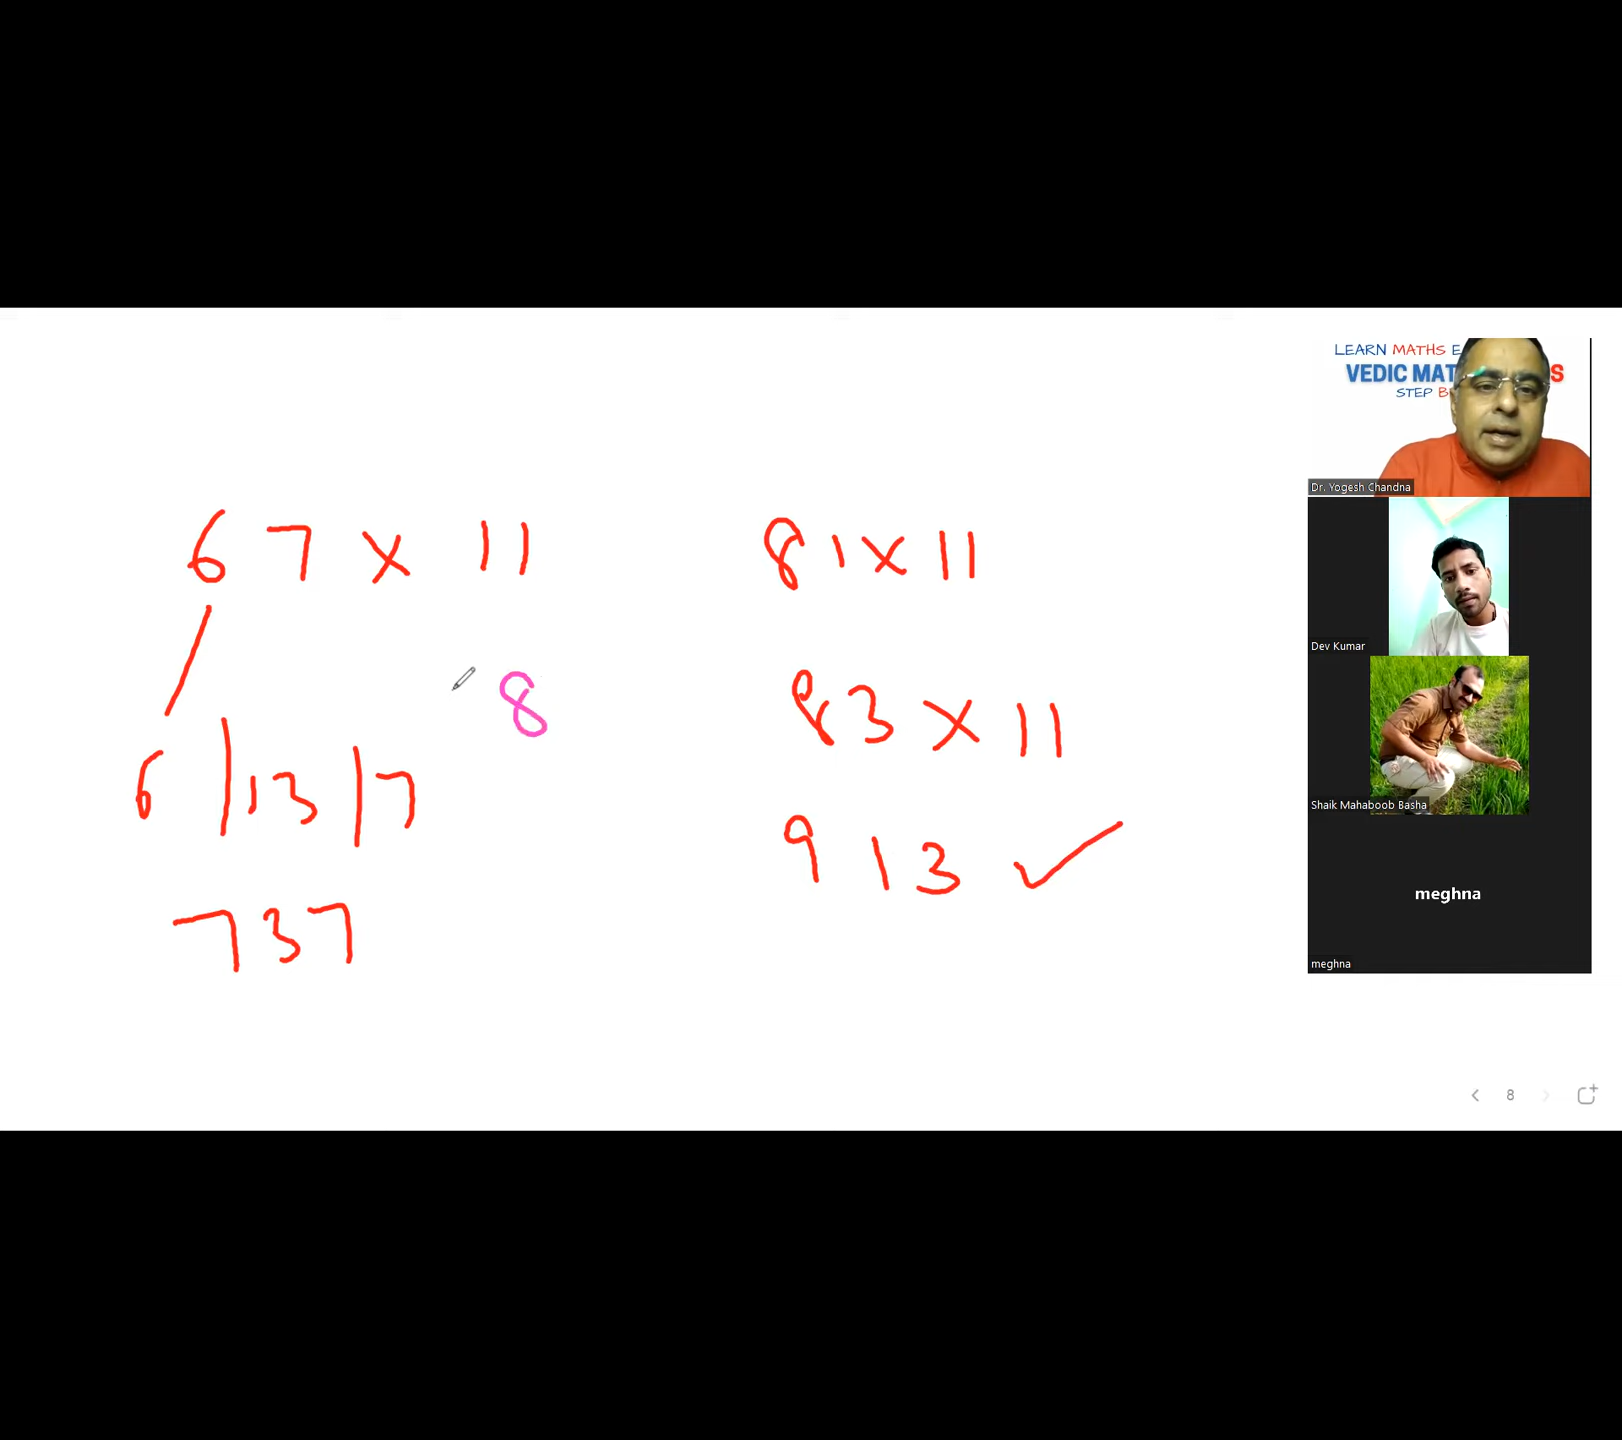 67 x 11
8
6 | 13 | 7
737
81 x 11
83 x 11
913 ✓
LEARN MATHS E
VEDIC MAT S
STEP B
Dr. Yogesh Chandna
Dev Kumar
Shaik Mahaboob Basha
meghna
meghna
< 8 >